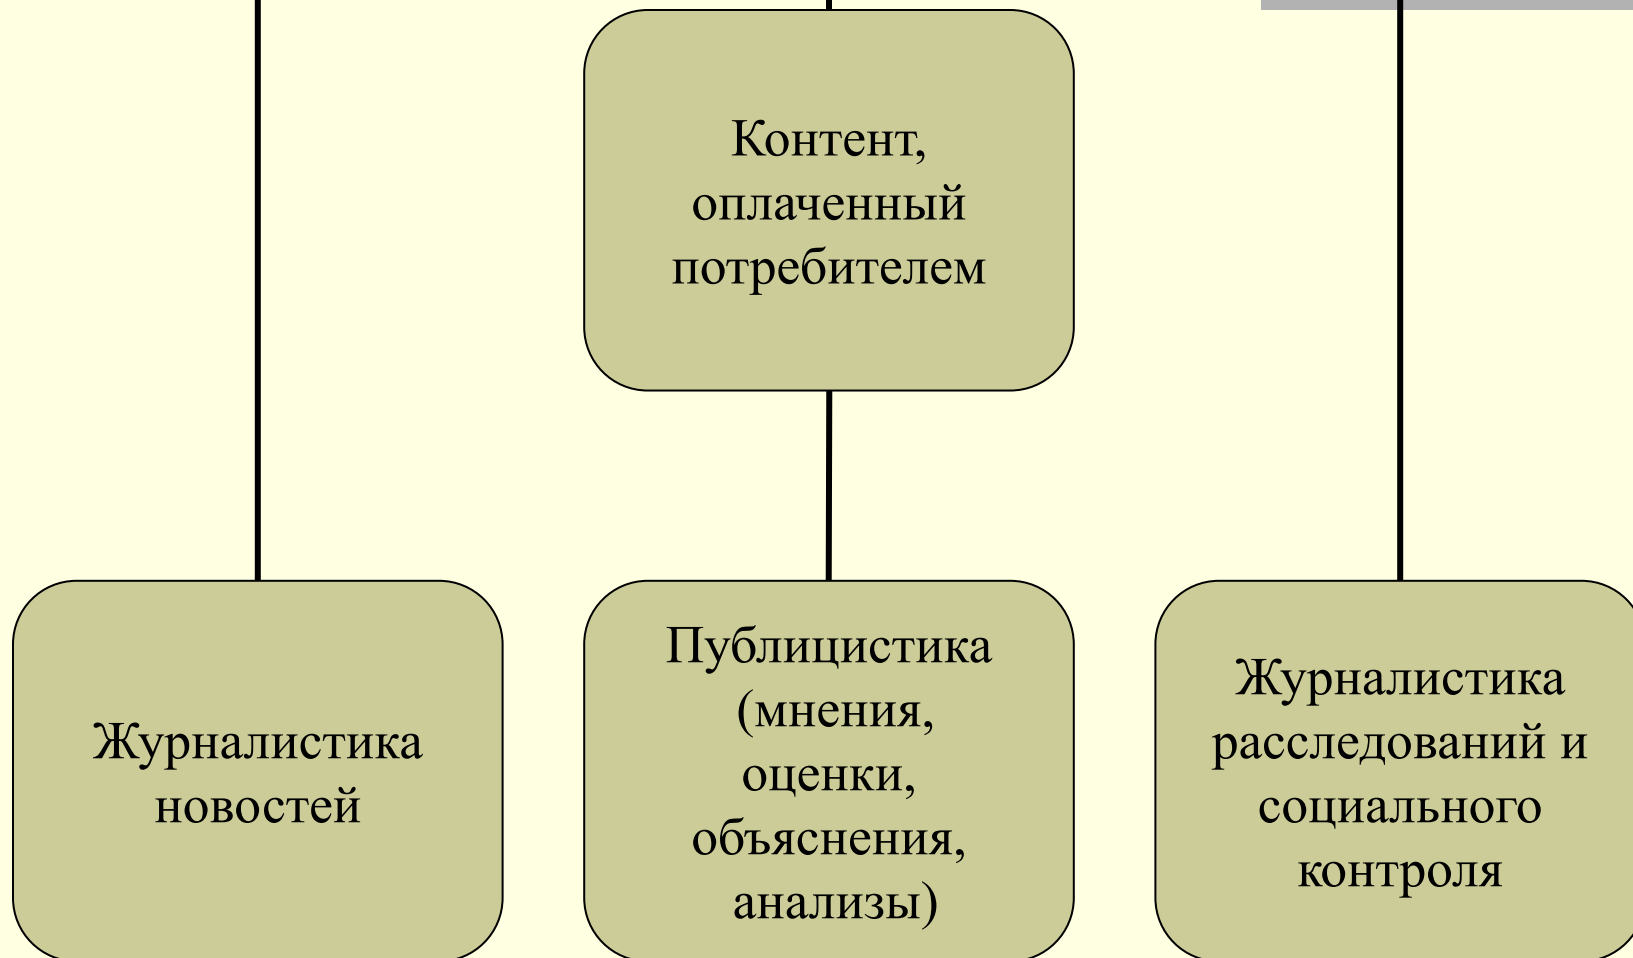 Контент,
оплаченный
потребителем
Журналистика
новостей
Публицистика
(мнения,
оценки,
объяснения,
анализы)
Журналистика
расследований и
социального
контроля